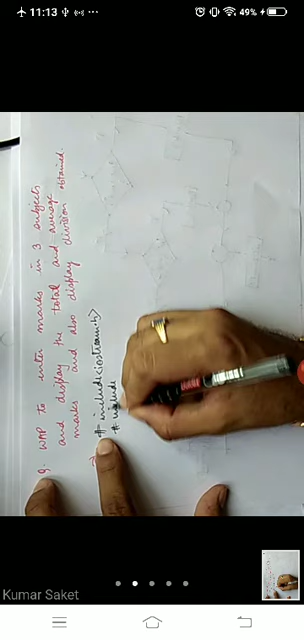 11:13
49%
Q. WAP to enter marks in 3 subjects
and display the total and average
marks and also display division obtained.
# include<iostream.h>
# include
Kumar Saket